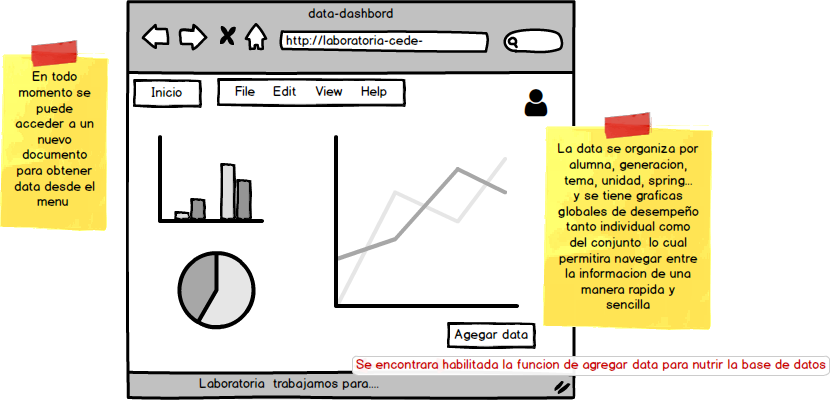 data-dashbord
http://laboratoria-cede-
Inicio
File Edit View Help
En todo
momento se
puede
acceder a un
nuevo
documento
para obtener
data desde el
menu
La data se organiza por
alumna, generacion,
tema, unidad, spring...
y se tiene graficas
globales de desempeño
tanto individual como
del conjunto lo cual
permitira navegar entre
la informacion de una
manera rapida y
sencilla
Agegar data
Se encontrara habilitada la funcion de agregar data para nutrir la base de datos
Laboratoria trabajamos para....